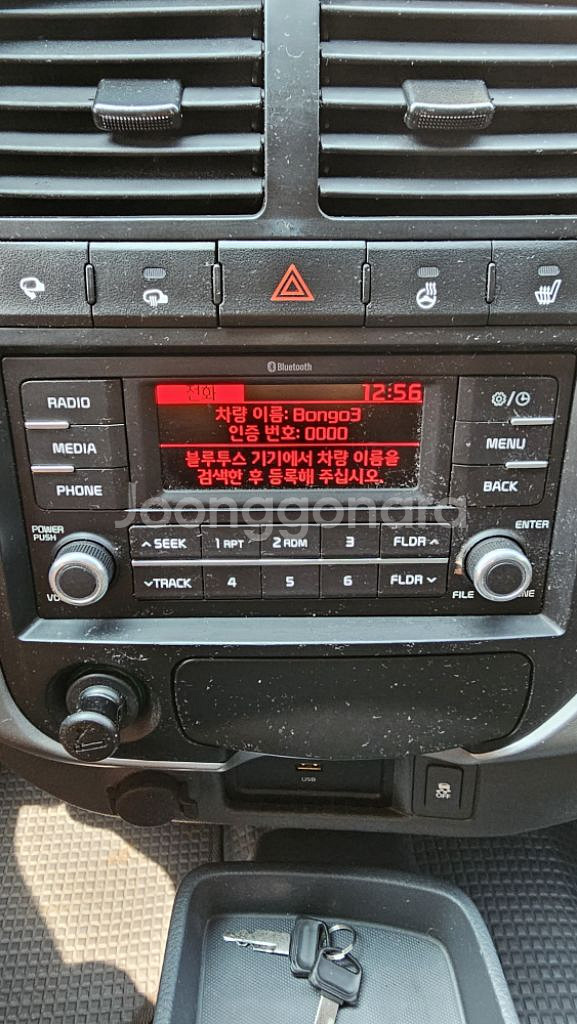 Bluetooth
RADIO
MEDIA
PHONE
전화 12:56
차량 이름: Bongo3
인증 번호: 0000
블루투스 기기에서 차량 이름을
검색한 후 등록해 주십시오.
MENU
BACK
Joonggonara
POWER
PUSH
ENTER
SEEK 1 RPT 2 RDM 3 FLDR
TRACK 4 5 6 FLDR
FILE
USB
OFF